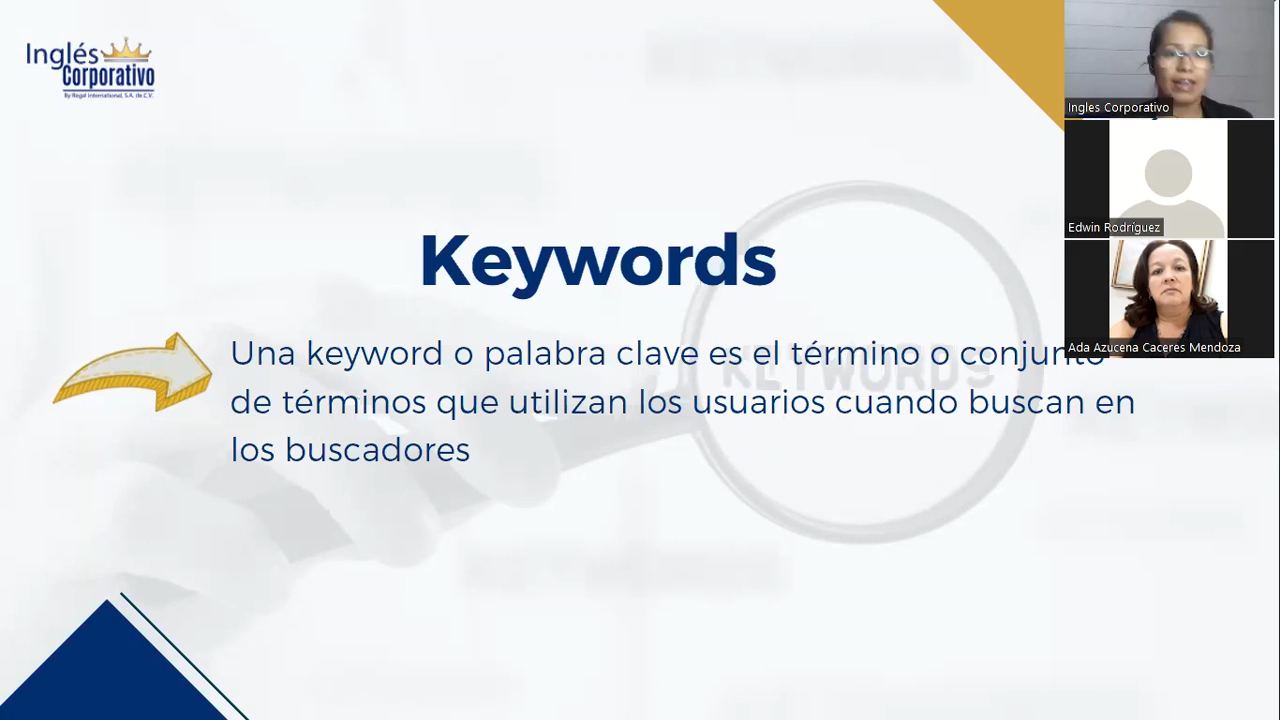 Inglés
Corporativo
By Regal international, S.A. de C.V.
Keywords
Una keyword o palabra clave es el término o conjunto
de términos que utilizan los usuarios cuando buscan en
los buscadores
KEYWORDS
Ingles Corporativo
Edwin Rodríguez
Ada Azucena Caceres Mendoza